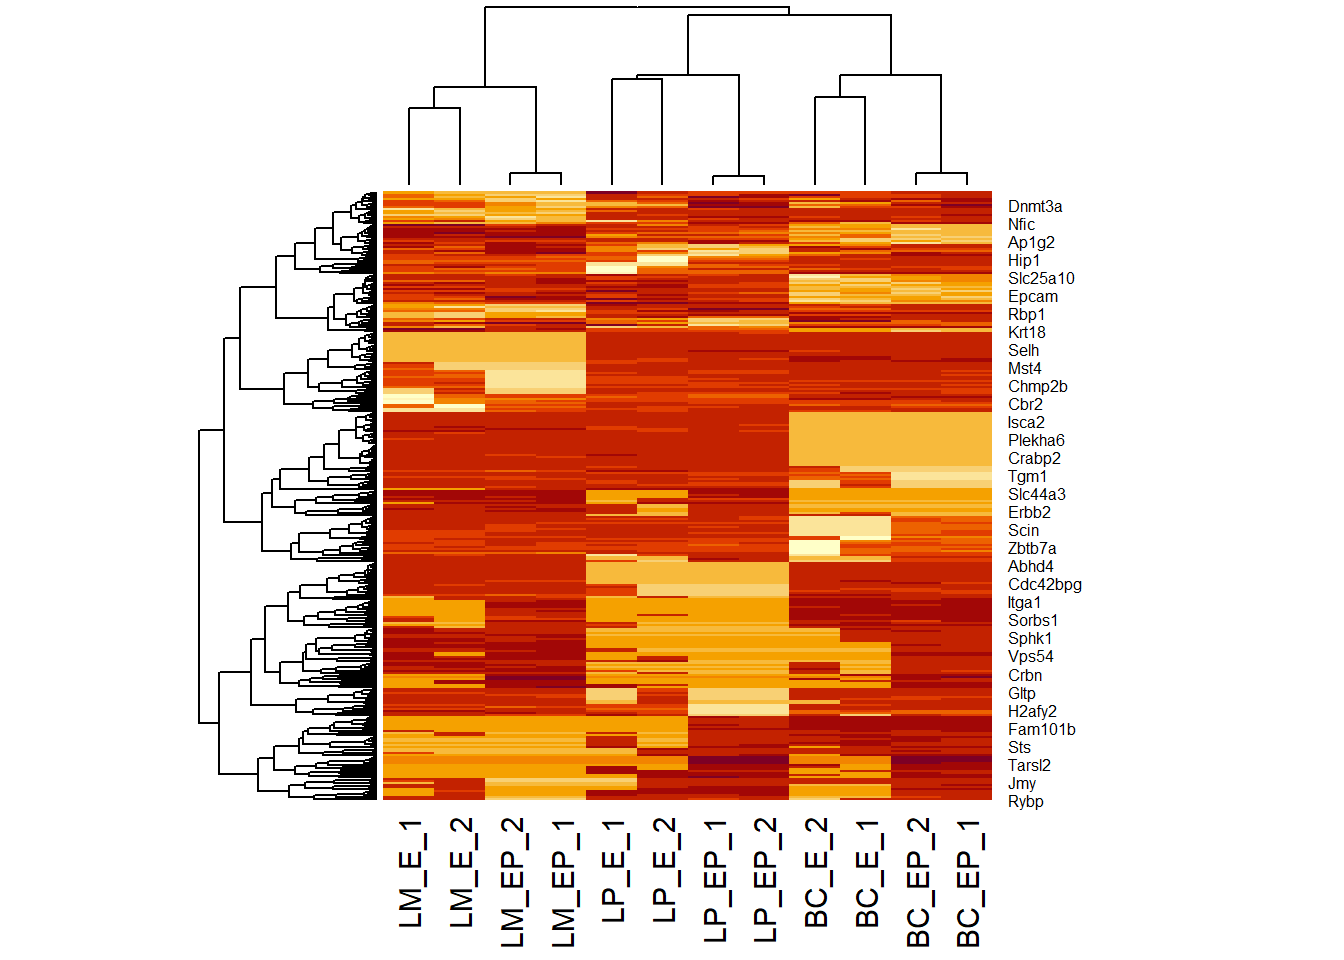 Dnmt3a
Nfic
Ap1g2
Hip1
Slc25a10
Epcam
Rbp1
Krt18
Selh
Mst4
Chmp2b
Cbr2
Isca2
Plekha6
Crabp2
Tgm1
Slc44a3
Erbb2
Scin
Zbtb7a
Abhd4
Cdc42bpg
Itga1
Sorbs1
Sphk1
Vps54
Crbn
Gltp
H2afy2
Fam101b
Sts
Tarsl2
Jmy
Rybp
LM_E_1
LM_E_2
LM_EP_2
LM_EP_1
LP_E_1
LP_E_2
LP_EP_1
LP_EP_2
BC_E_2
BC_E_1
BC_EP_2
BC_EP_1